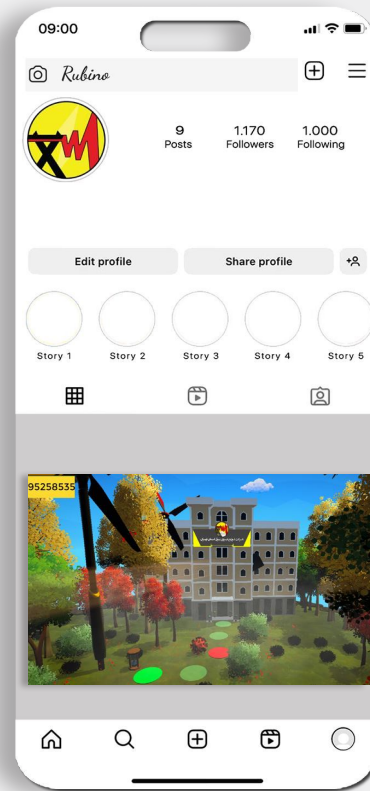 09:00
Rubino
9
Posts
1.170
Followers
1.000
Following
Edit profile
Share profile
Story 1
Story 2
Story 3
Story 4
Story 5
95258535